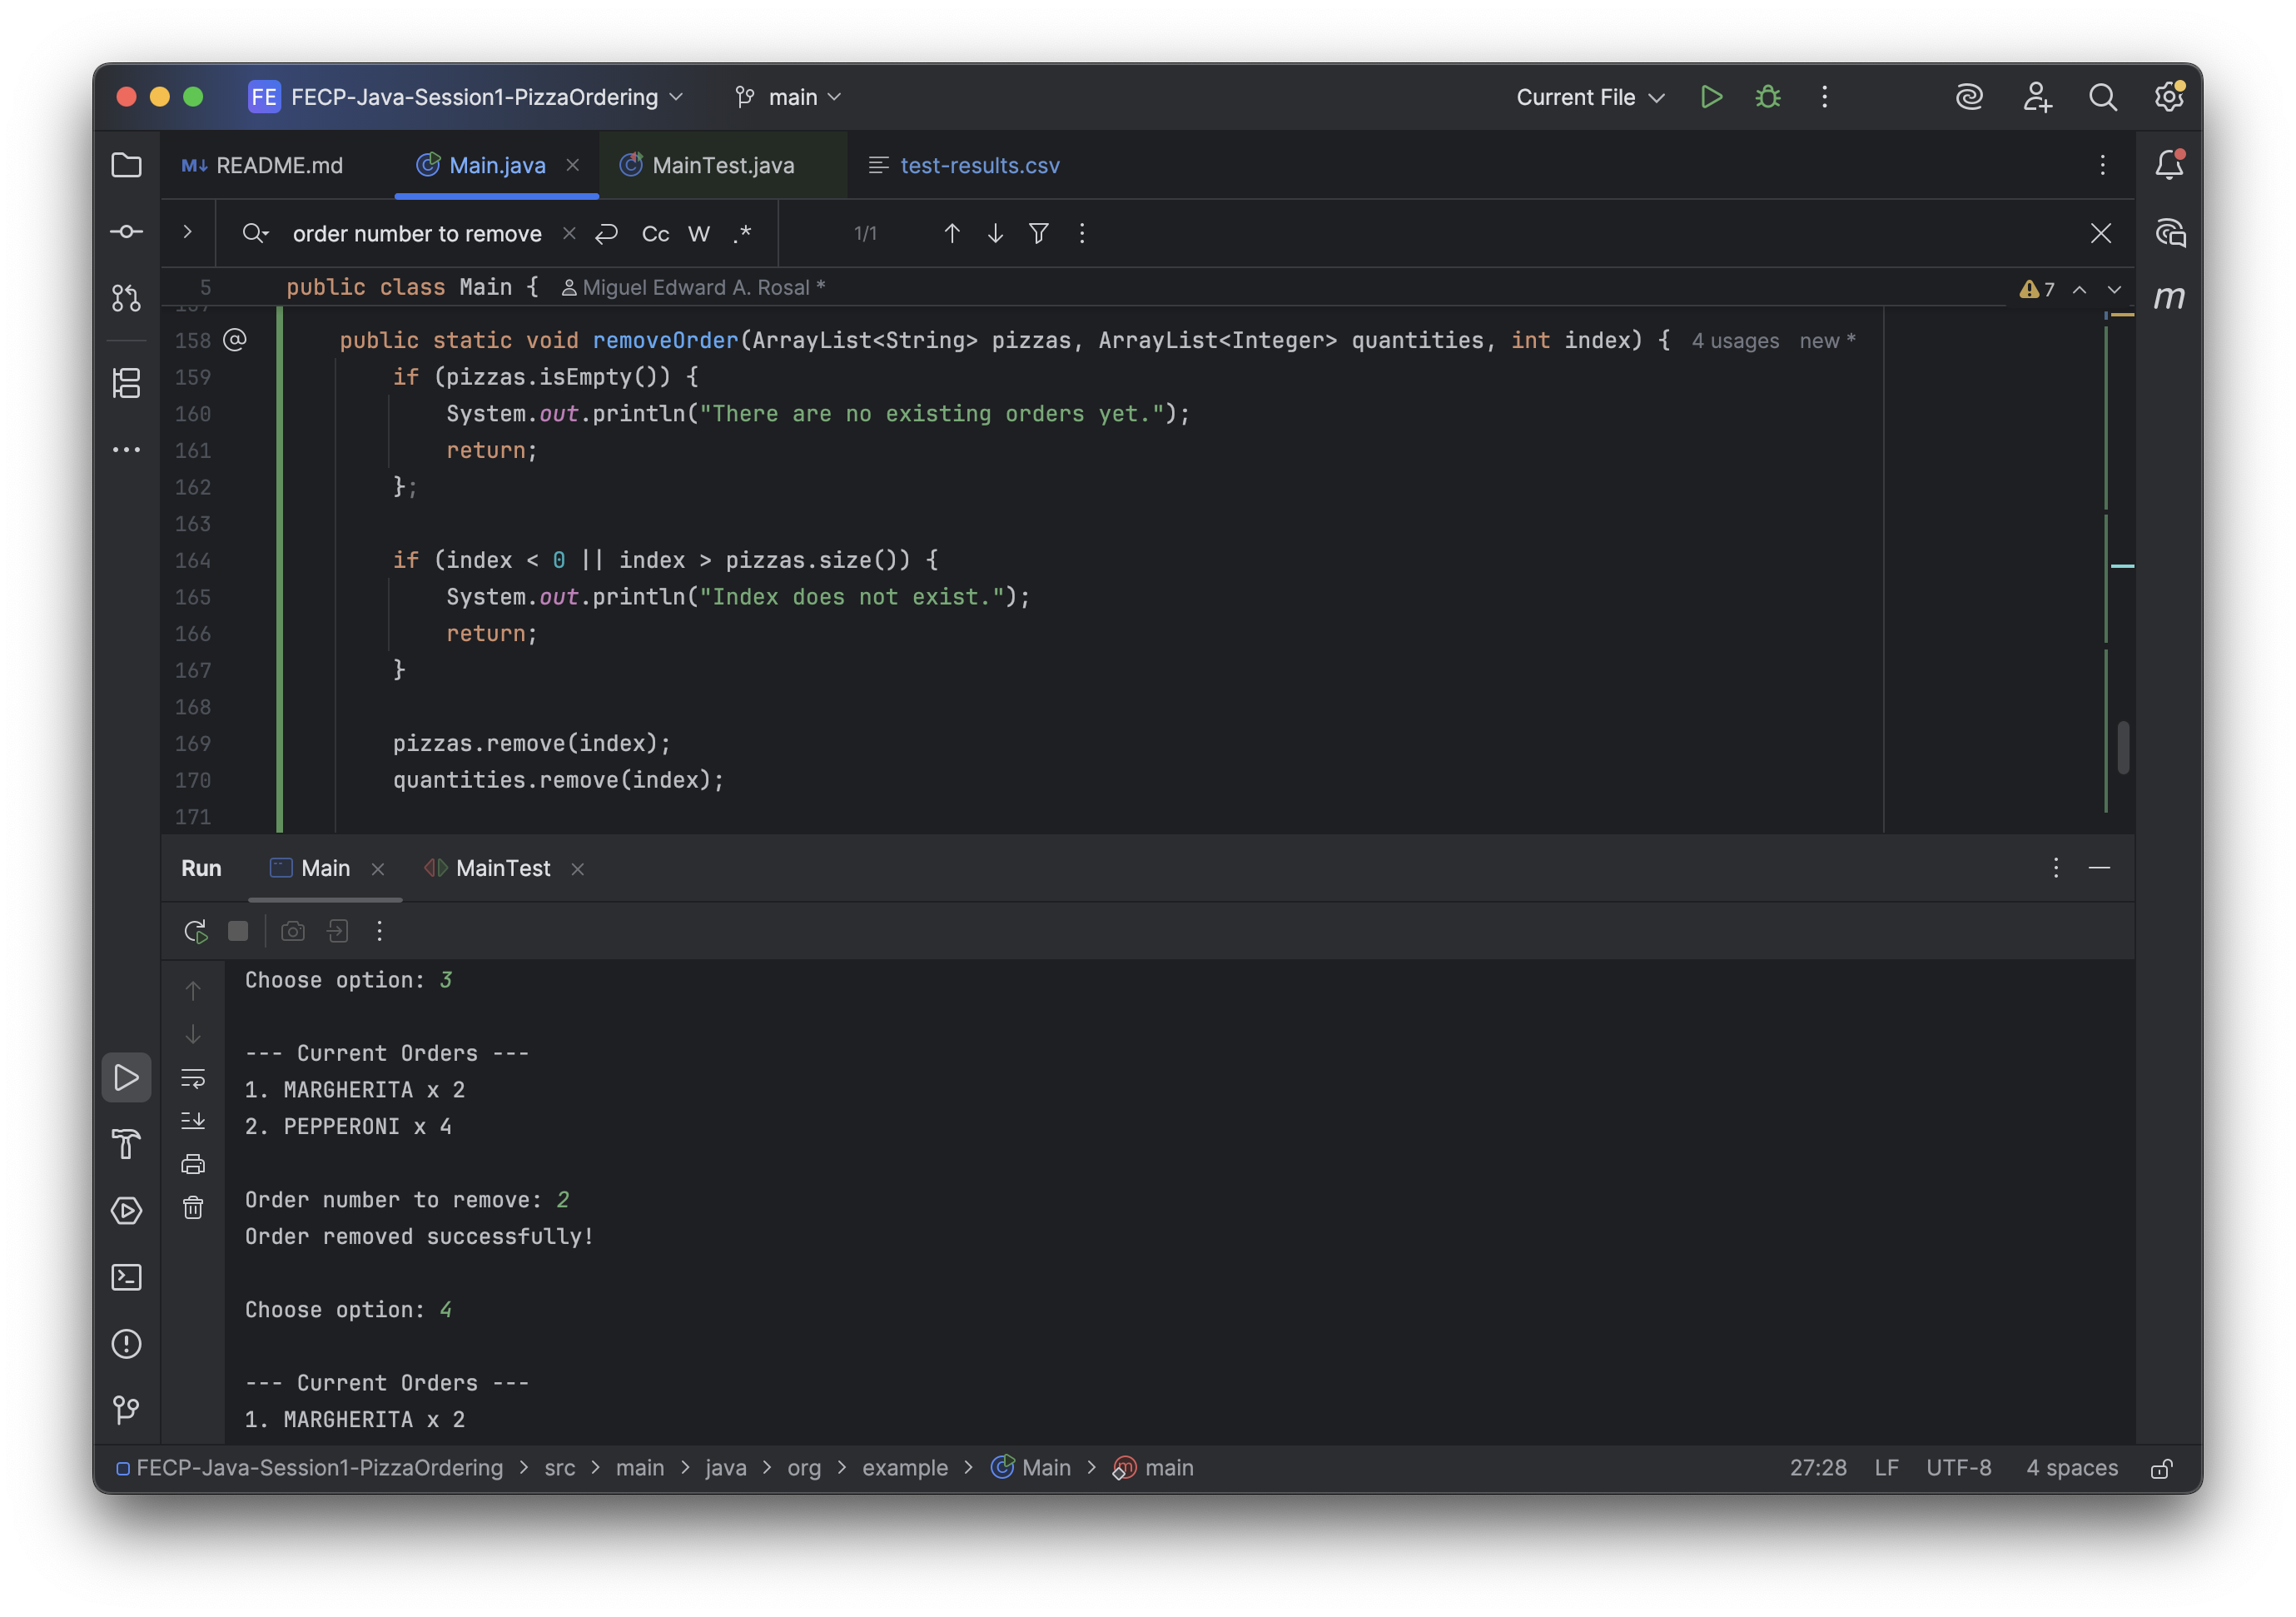 FE FECP-Java-Session1-PizzaOrdering main Current File
README.md Main.java MainTest.java test-results.csv
order number to remove Cc W .* 1/1
5 public class Main { Miguel Edward A. Rosal * 7
158 @ public static void removeOrder(ArrayList<String> pizzas, ArrayList<Integer> quantities, int index) { 4 usages new *
159 if (pizzas.isEmpty()) {
160 System.out.println("There are no existing orders yet.");
161 return;
162 };
163
164 if (index < 0 || index > pizzas.size()) {
165 System.out.println("Index does not exist.");
166 return;
167 }
168
169 pizzas.remove(index);
170 quantities.remove(index);
171
Run Main MainTest
Choose option: 3
--- Current Orders ---
1. MARGHERITA x 2
2. PEPPERONI x 4
Order number to remove: 2
Order removed successfully!
Choose option: 4
--- Current Orders ---
1. MARGHERITA x 2
FECP-Java-Session1-PizzaOrdering > src > main > java > org > example > Main > main 27:28 LF UTF-8 4 spaces